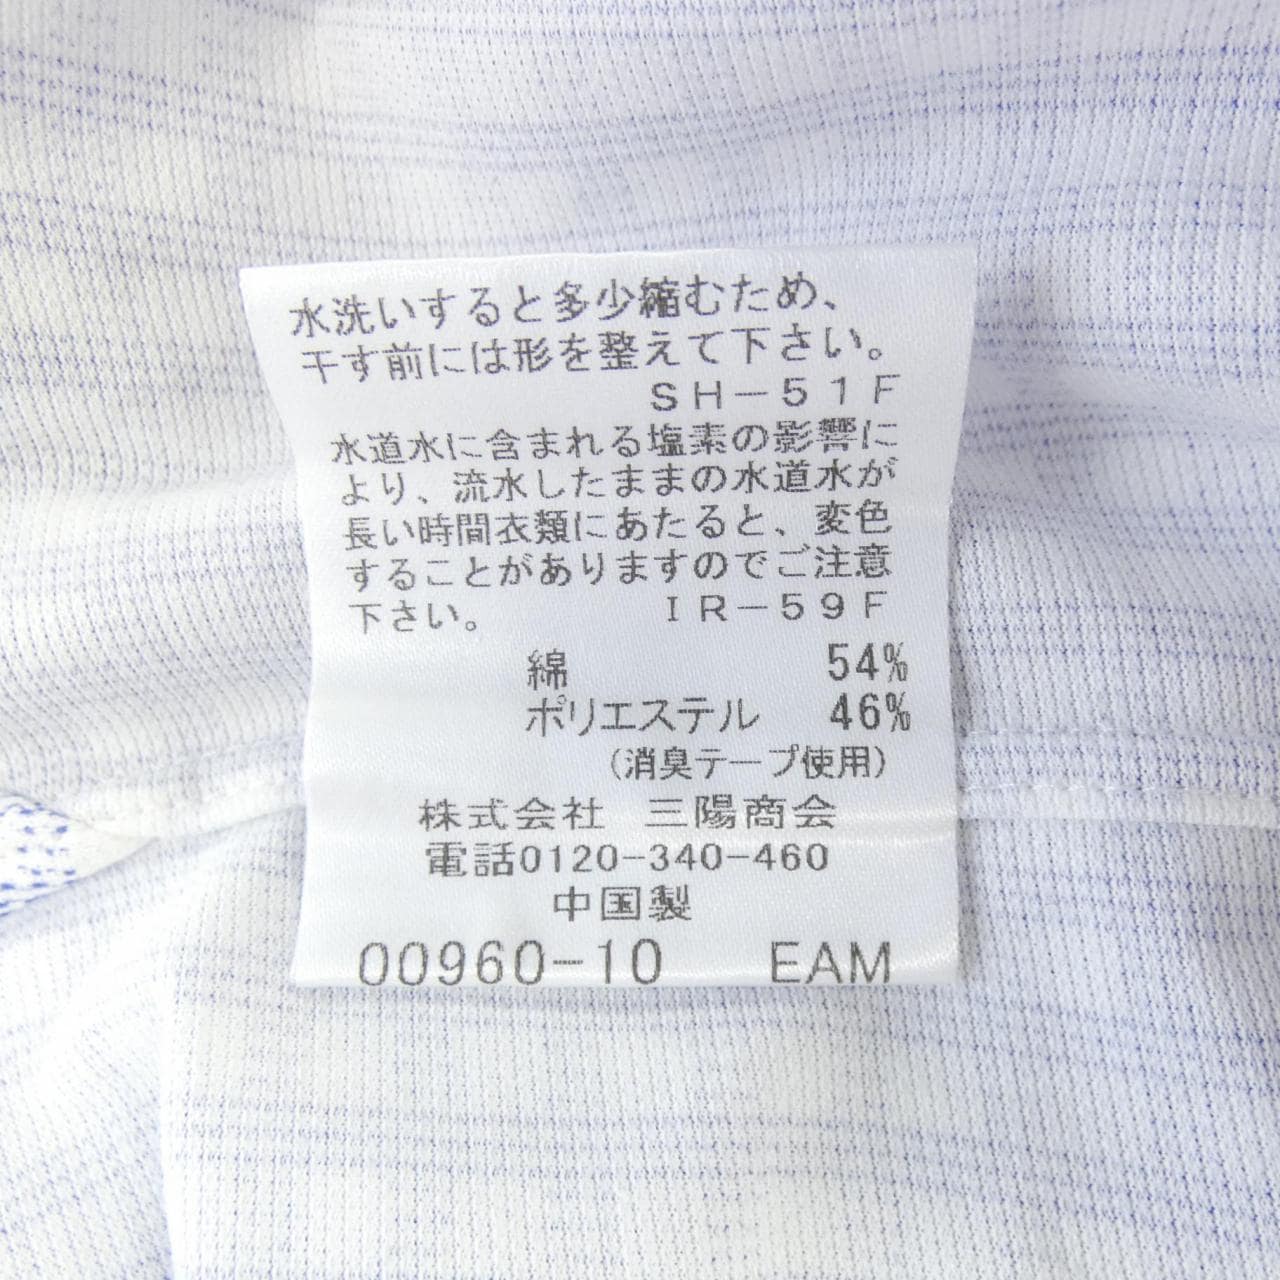 水洗いすると多少縮むため、
干す前には形を整えて下さい。
SH-51F
水道水に含まれる塩素の影響に
より、流水したままの水道水が
長い時間衣類にあたると、変色
することがありますのでご注意
下さい。 IR-59F
綿 54%
ポリエステル 46%
(消臭テープ使用)
株式会社 三陽商会
電話0120-340-460
中国製
00960-10 EAM